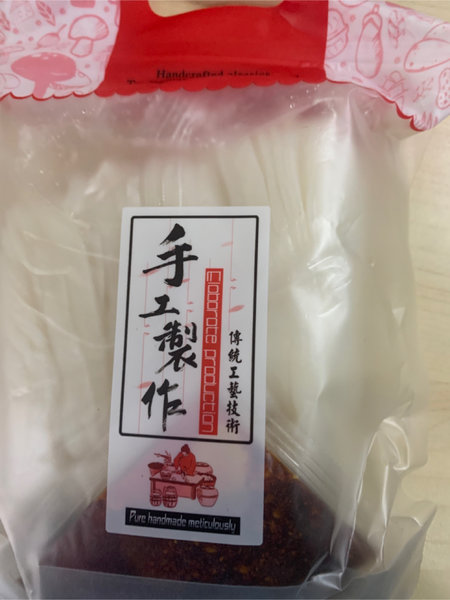 Handcrafted classics
手工製作
Elaborate production
傳統工藝技術
Pure handmade meticulously